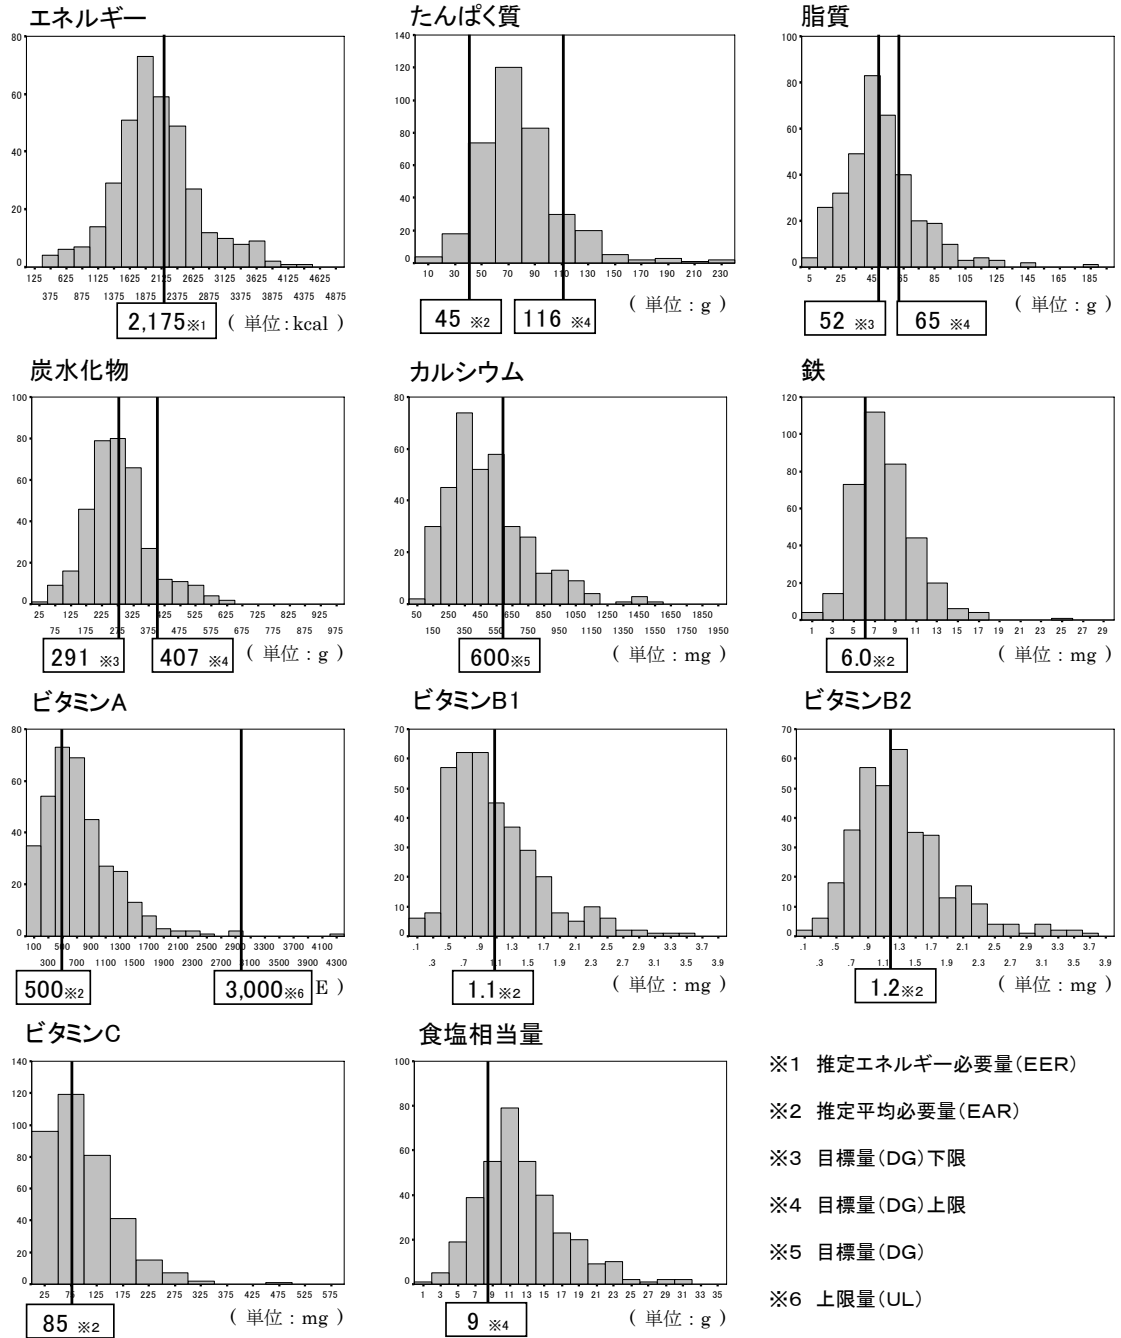 エネルギー
80
60
40
20
0
125 625 1125 1625 2125 2625 3125 3625 4125 4625
375 875 1375 1875 2375 2875 3375 3875 4375 4875
2,175※1 ( 単位:kcal )
たんぱく質
140
120
100
80
60
40
20
0
10 30 50 70 90 110 130 150 170 190 210 230
45 ※2 116 ※4 ( 単位:g )
脂質
100
80
60
40
20
0
5 25 45 65 85 105 125 145 165 185
52 ※3 65 ※4 ( 単位:g )
炭水化物
100
80
60
40
20
0
25 125 225 325 425 525 625 725 825 925
75 175 275 375 475 575 675 775 875 975
291 ※3 407 ※4 ( 単位:g )
カルシウム
80
60
40
20
0
50 250 450 650 850 1050 1250 1450 1650 1850
150 350 550 750 950 1150 1350 1550 1750 1950
600※5 ( 単位:mg )
鉄
120
100
80
60
40
20
0
1 3 5 7 9 11 13 15 17 19 21 23 25 27 29
6.0※2 ( 単位:mg )
ビタミンA
80
60
40
20
0
100 500 900 1300 1700 2100 2500 2900 3300 3700 4100
300 700 1100 1500 1900 2300 2700 3100 3500 3900 4300
500※2 3,000※6 E )
ビタミンB1
70
60
50
40
30
20
10
0
.1 .5 .9 1.3 1.7 2.1 2.5 2.9 3.3 3.7
.3 .7 1.1 1.5 1.9 2.3 2.7 3.1 3.5 3.9
1.1※2 ( 単位:mg )
ビタミンB2
70
60
50
40
30
20
10
0
.1 .5 .9 1.3 1.7 2.1 2.5 2.9 3.3 3.7
.3 .7 1.1 1.5 1.9 2.3 2.7 3.1 3.5 3.9
1.2※2 ( 単位:mg )
ビタミンC
140
120
100
80
60
40
20
0
25 75 125 175 225 275 325 375 425 475 525 575
85 ※2 ( 単位:mg )
食塩相当量
100
80
60
40
20
0
1 3 5 7 9 11 13 15 17 19 21 23 25 27 29 31 33 35
9 ※4 ( 単位:g )
※1 推定エネルギー必要量(EER)
※2 推定平均必要量(EAR)
※3 目標量(DG)下限
※4 目標量(DG)上限
※5 目標量(DG)
※6 上限量(UL)